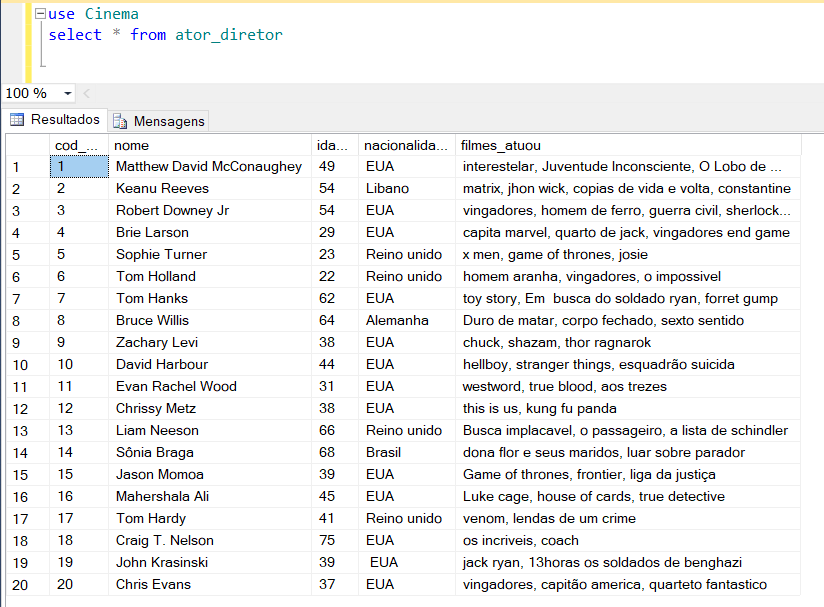 use Cinema
select * from ator_diretor
100 %
Resultados Mensagens
cod_... nome ida... nacionalida... filmes_atuou
1 1 Matthew David McConaughey 49 EUA interestelar, Juventude Inconsciente, O Lobo de ...
2 2 Keanu Reeves 54 Libano matrix, jhon wick, copias de vida e volta, constantine
3 3 Robert Downey Jr 54 EUA vingadores, homem de ferro, guerra civil, sherlock...
4 4 Brie Larson 29 EUA capita marvel, quarto de jack, vingadores end game
5 5 Sophie Turner 23 Reino unido x men, game of thrones, josie
6 6 Tom Holland 22 Reino unido homem aranha, vingadores, o impossivel
7 7 Tom Hanks 62 EUA toy story, Em  busca do soldado ryan, forret gump
8 8 Bruce Willis 64 Alemanha Duro de matar, corpo fechado, sexto sentido
9 9 Zachary Levi 38 EUA chuck, shazam, thor ragnarok
10 10 David Harbour 44 EUA hellboy, stranger things, esquadrão suicida
11 11 Evan Rachel Wood 31 EUA westword, true blood, aos trezes
12 12 Chrissy Metz 38 EUA this is us, kung fu panda
13 13 Liam Neeson 66 Reino unido Busca implacavel, o passageiro, a lista de schindler
14 14 Sônia Braga 68 Brasil dona flor e seus maridos, luar sobre parador
15 15 Jason Momoa 39 EUA Game of thrones, frontier, liga da justiça
16 16 Mahershala Ali 45 EUA Luke cage, house of cards, true detective
17 17 Tom Hardy 41 Reino unido venom, lendas de um crime
18 18 Craig T. Nelson 75 EUA os incriveis, coach
19 19 John Krasinski 39 EUA jack ryan, 13horas os soldados de benghazi
20 20 Chris Evans 37 EUA vingadores, capitão america, quarteto fantastico